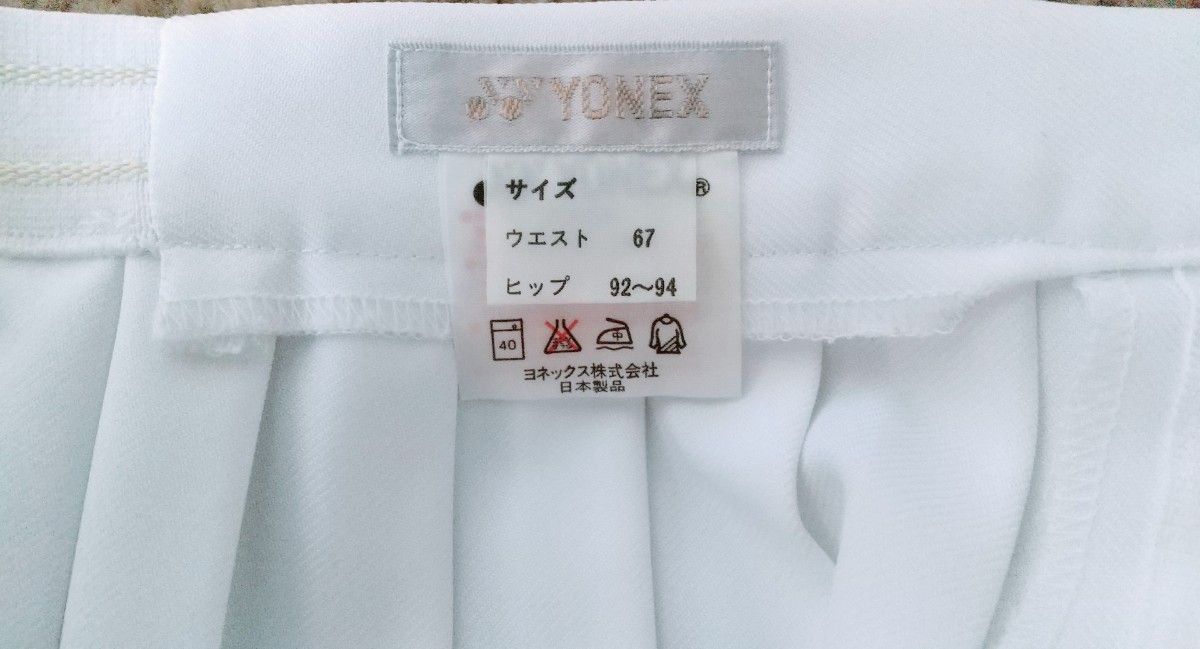 YONEX
サイズ
®
ウエスト 67
ヒップ 92～94
40 中
ヨネックス株式会社
日本製品